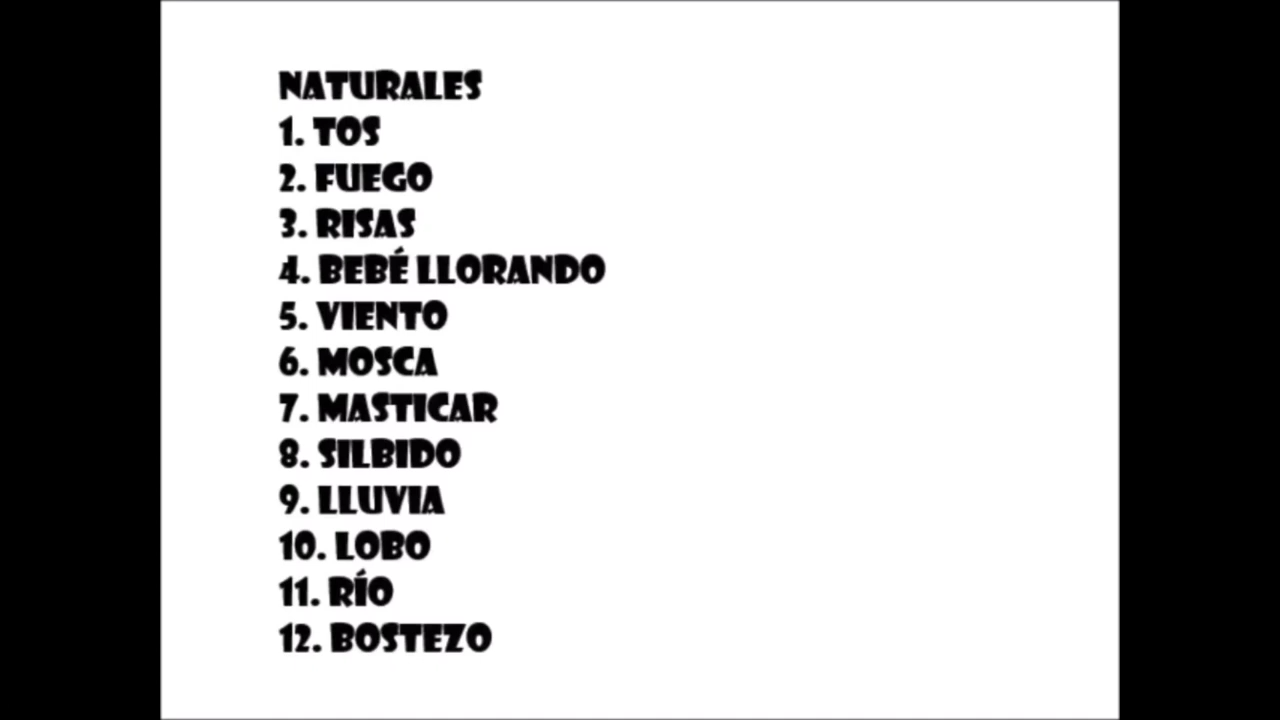 NATURALES
1. TOS
2. FUEGO
3. RISAS
4. BEBÉ LLORANDO
5. VIENTO
6. MOSCA
7. MASTICAR
8. SILBIDO
9. LLUVIA
10. LOBO
11. RÍO
12. BOSTEZO